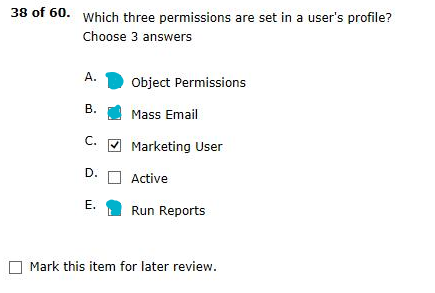 38 of 60. Which three permissions are set in a user's profile?
Choose 3 answers
A. Object Permissions
B. Mass Email
C. Marketing User
D. Active
E. Run Reports
Mark this item for later review.